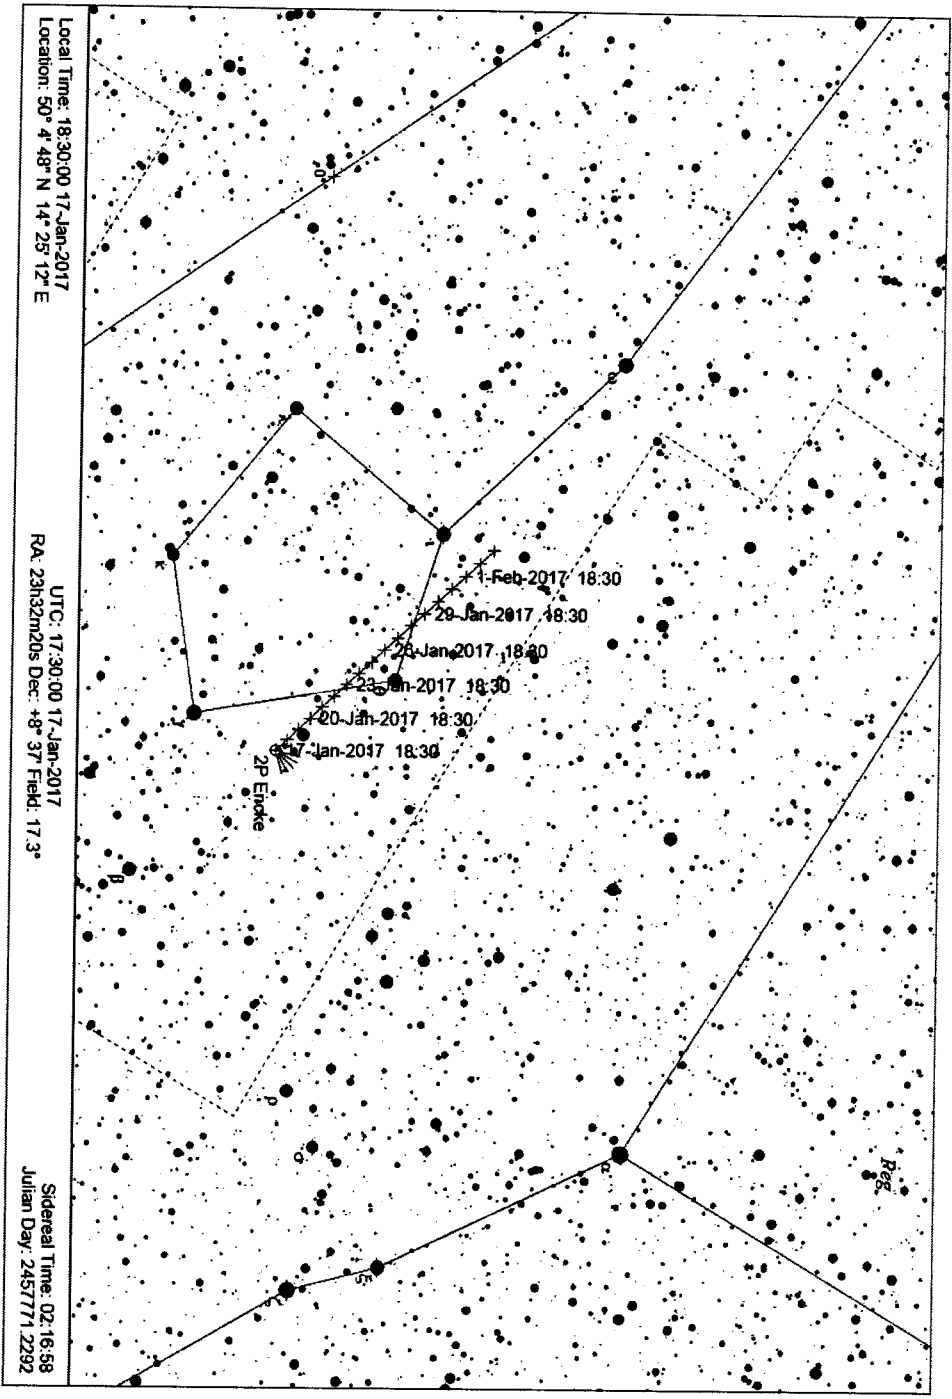 Peg
α
ω
ι
λ
κ
γ
θ
β
ρ
σ
ξ
ζ
0°
1-Feb-2017 18:30
29-Jan-2017 18:30
26-Jan-2017 18:30
23-Jan-2017 18:30
20-Jan-2017 18:30
17-Jan-2017 18:30
2P Encke
Local Time: 18:30:00 17-Jan-2017
Location: 50° 4' 48" N 14° 25' 12" E
UTC: 17:30:00 17-Jan-2017
RA: 23h32m20s Dec: +8° 37' Field: 17.3°
Sidereal Time: 02:16:58
Julian Day: 2457771.2292